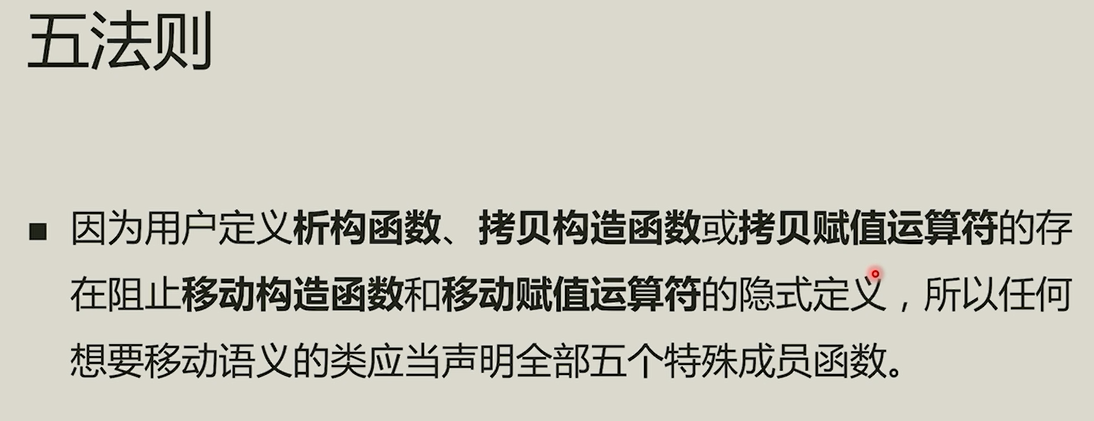 五法则
■ 因为用户定义析构函数、拷贝构造函数或拷贝赋值运算符的存
在阻止移动构造函数和移动赋值运算符的隐式定义，所以任何
想要移动语义的类应当声明全部五个特殊成员函数。